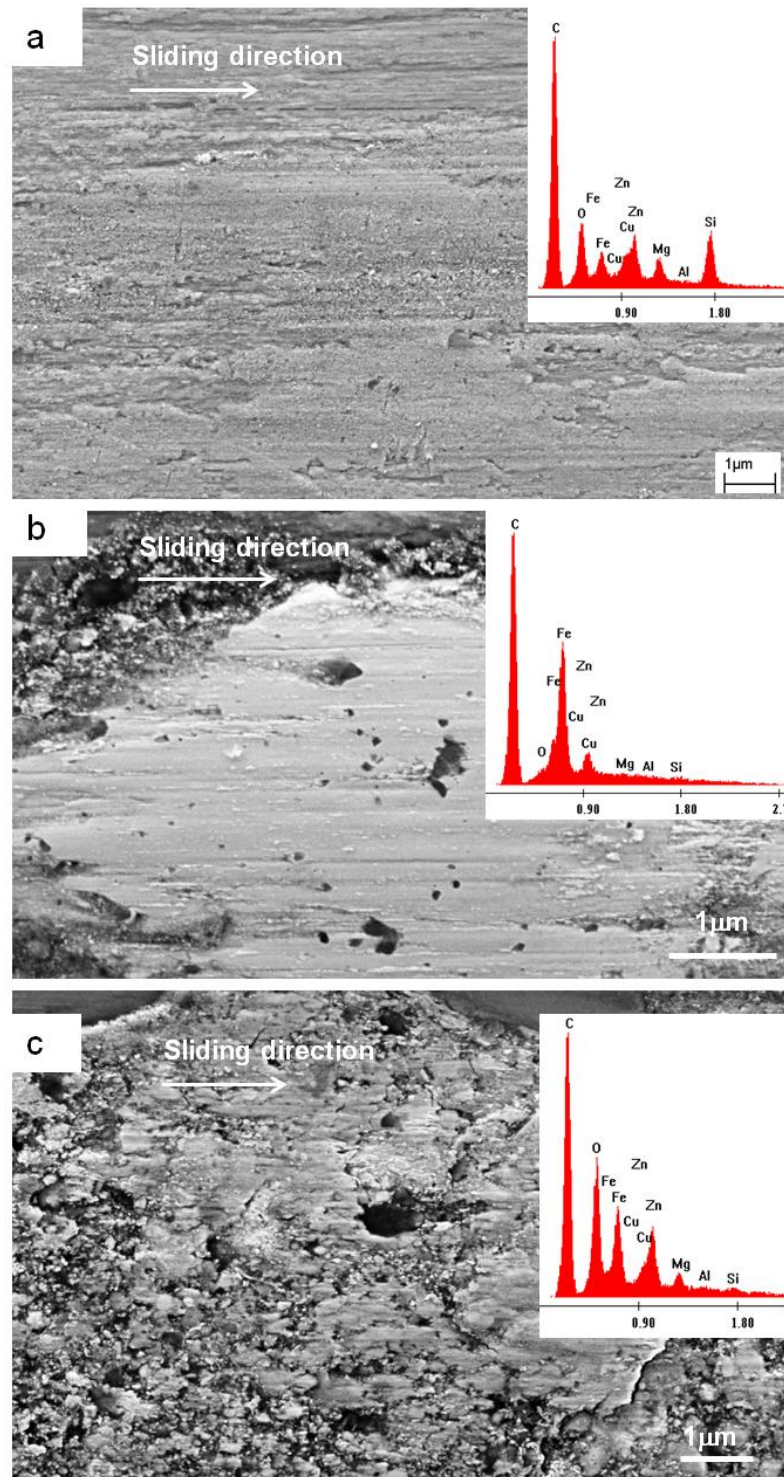 a
Sliding direction
C
Zn
Fe
O
Zn
Cu
Si
Fe
Cu
Mg
Al
0.90 1.80
1µm
b
Sliding direction
C
Fe
Zn
Fe
Zn
Cu
O
Cu
Mg Al Si
0.90 1.80 2.
1µm
c
Sliding direction
C
O
Zn
Fe
Fe
Zn
Cu
Cu
Mg
Al Si
0.90 1.80
1µm